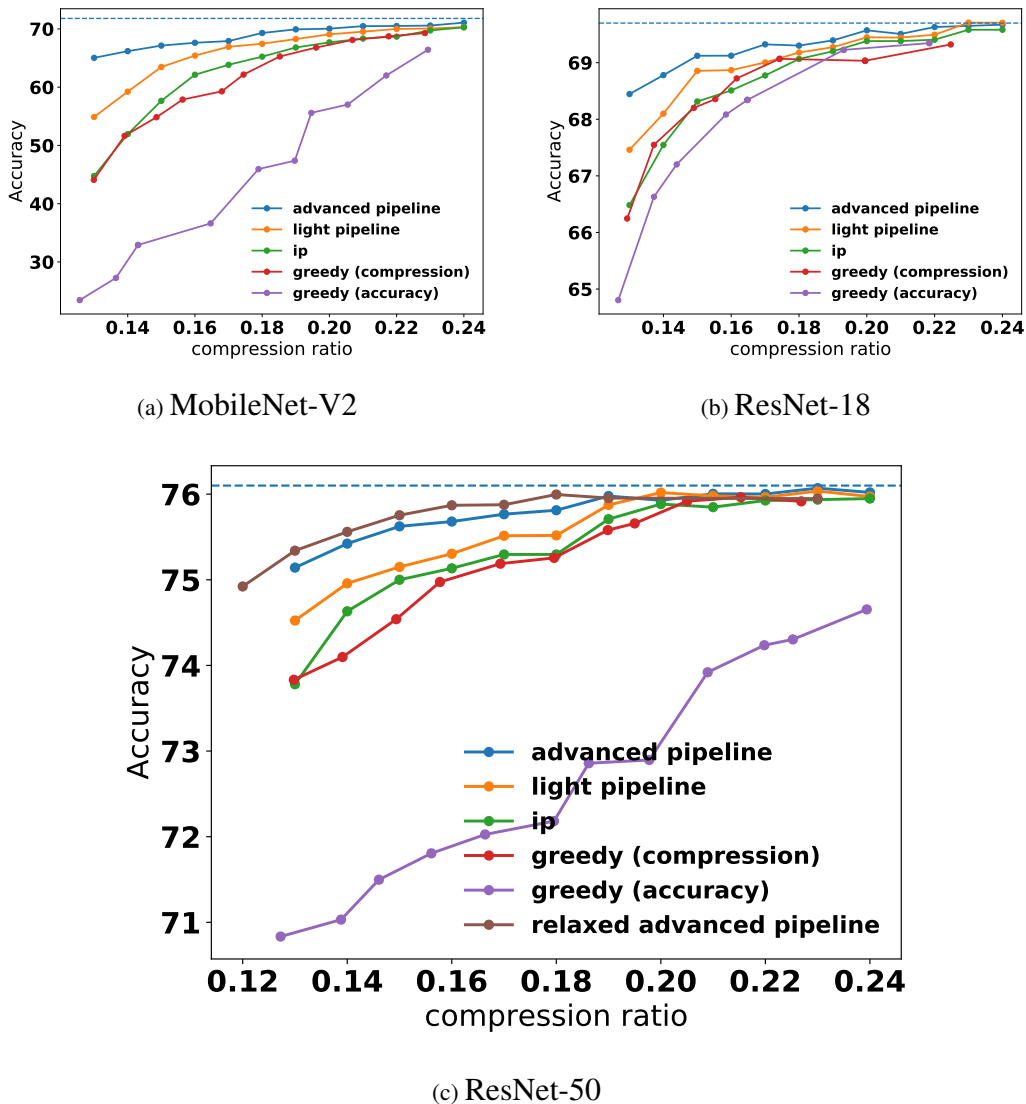 70
60
50
40
30
Accuracy
advanced pipeline
light pipeline
ip
greedy (compression)
greedy (accuracy)
0.14 0.16 0.18 0.20 0.22 0.24
compression ratio
(a) MobileNet-V2
69
68
67
66
65
Accuracy
advanced pipeline
light pipeline
ip
greedy (compression)
greedy (accuracy)
0.14 0.16 0.18 0.20 0.22 0.24
compression ratio
(b) ResNet-18
76
75
74
73
72
71
Accuracy
advanced pipeline
light pipeline
ip
greedy (compression)
greedy (accuracy)
relaxed advanced pipeline
0.12 0.14 0.16 0.18 0.20 0.22 0.24
compression ratio
(c) ResNet-50